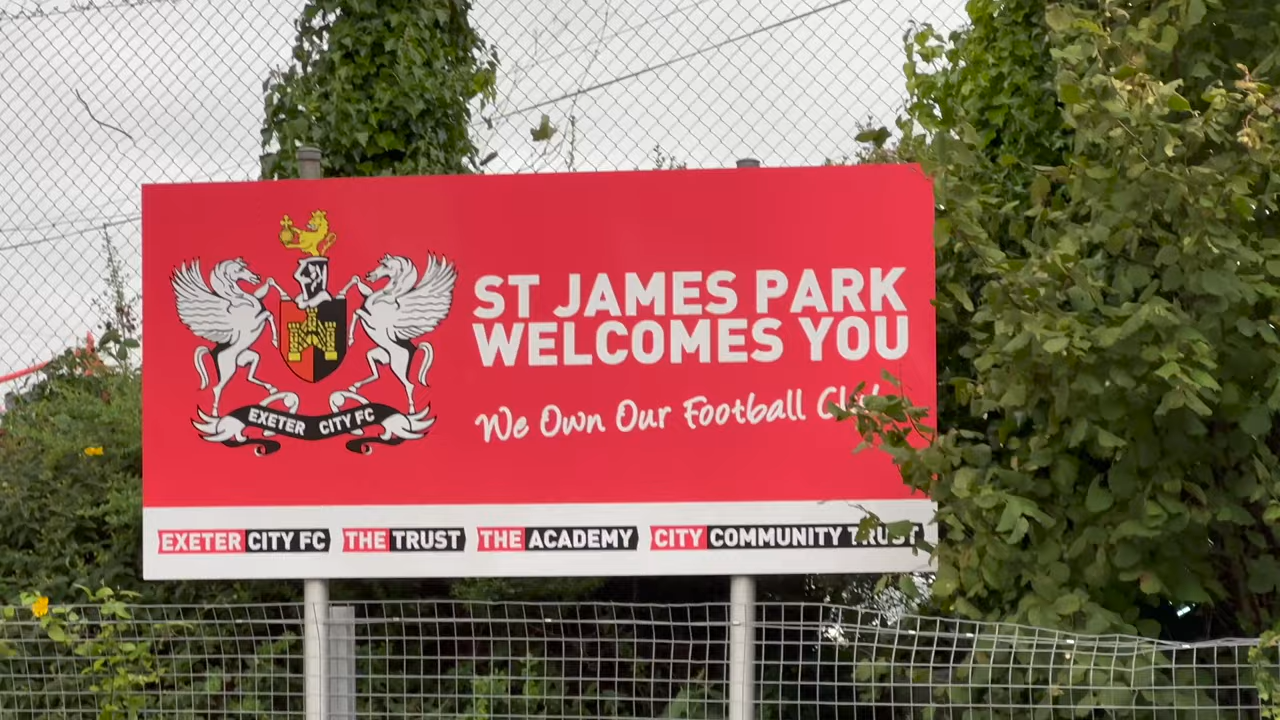 ST JAMES PARK
WELCOMES YOU
We Own Our Football
EXETER CITY FC
EXETER CITY FC THE TRUST THE ACADEMY CITY COMMUNITY TRUST